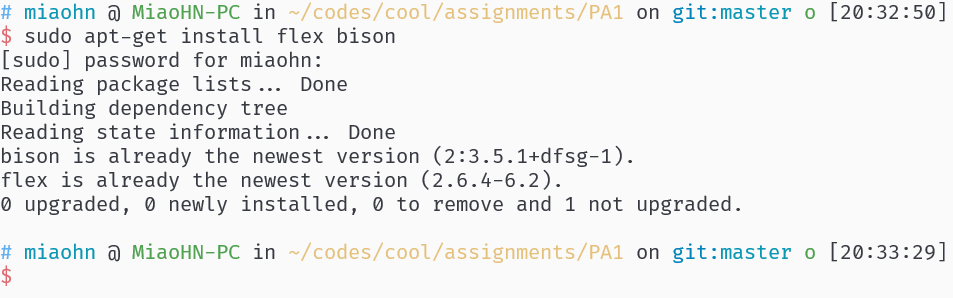 # miaohn @ MiaoHN-PC in ~/codes/cool/assignments/PA1 on git:master o [20:32:50]
$ sudo apt-get install flex bison
[sudo] password for miaohn:
Reading package lists... Done
Building dependency tree
Reading state information... Done
bison is already the newest version (2:3.5.1+dfsg-1).
flex is already the newest version (2.6.4-6.2).
0 upgraded, 0 newly installed, 0 to remove and 1 not upgraded.
# miaohn @ MiaoHN-PC in ~/codes/cool/assignments/PA1 on git:master o [20:33:29]
$